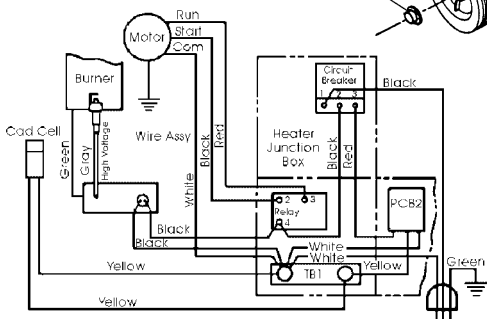 Run
Start
Com
Motor
Burner
Circuit
Breaker
1 2 3
Black
Cad Cell
Green
Gray
High Voltage
Wire Assy
White
Black
Red
Heater
Junction
Box
Black
Red
2 3
Relay
4
PCB2
Black
Black
White
White
Yellow
TB1
Yellow
Green
Yellow